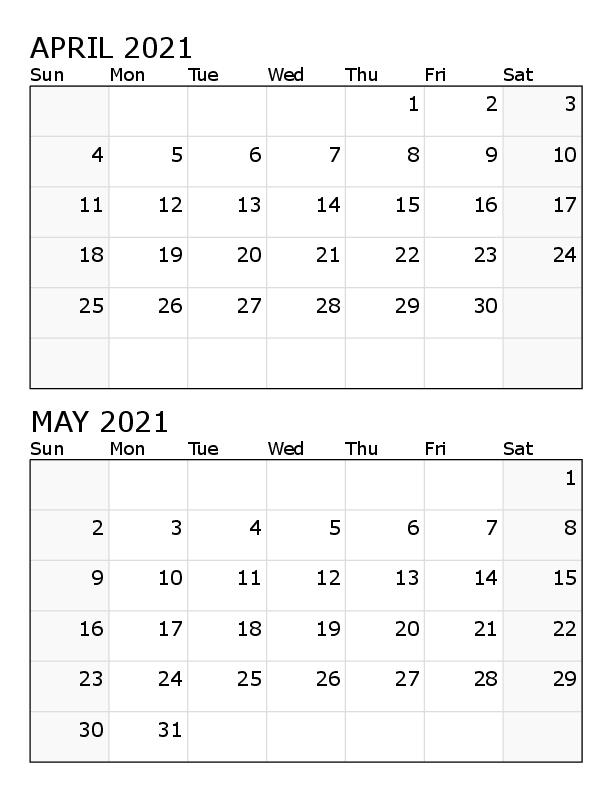 APRIL 2021
Sun Mon Tue Wed Thu Fri Sat
1 2 3
4 5 6 7 8 9 10
11 12 13 14 15 16 17
18 19 20 21 22 23 24
25 26 27 28 29 30
MAY 2021
Sun Mon Tue Wed Thu Fri Sat
1
2 3 4 5 6 7 8
9 10 11 12 13 14 15
16 17 18 19 20 21 22
23 24 25 26 27 28 29
30 31